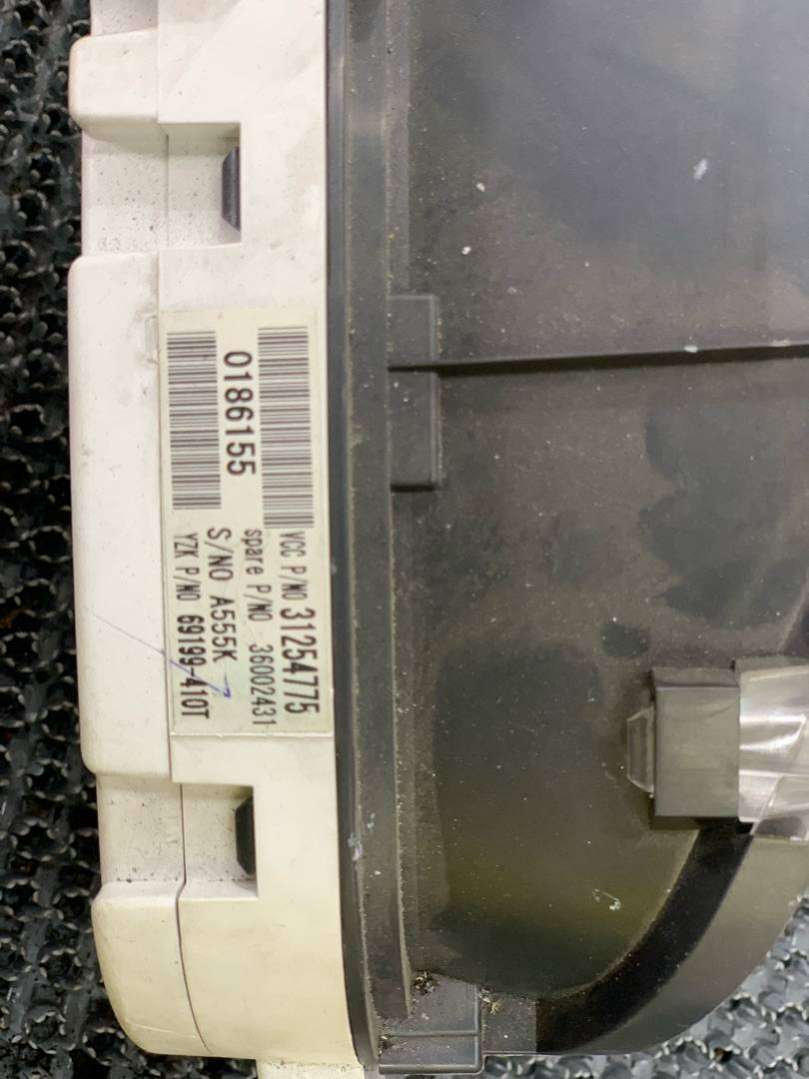 VCC P/NO 31254775
spare P/NO 36002431
0186155
S/NO A555K
YZK P/NO 69199-410T